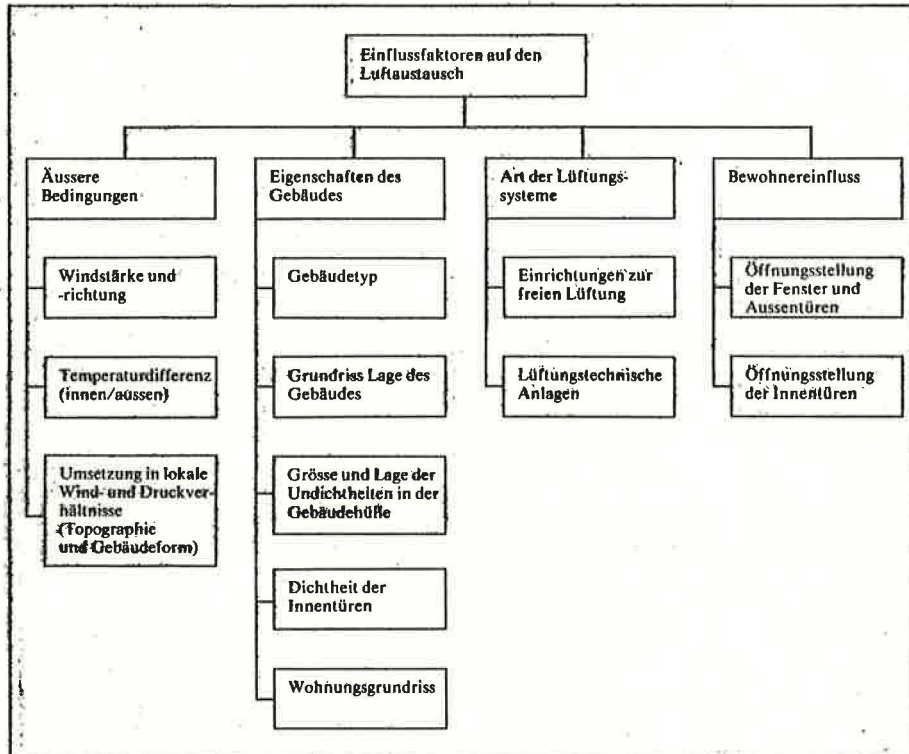 Einflussfaktoren auf den
Luftaustausch
Äussere
Bedingungen
Windstärke und
-richtung
Temperaturdifferenz
(innen/aussen)
Umsetzung in lokale
Wind- und Druckver-
hältnisse
(Topographie
und Gebäudeform)
Eigenschaften des
Gebäudes
Gebäudetyp
Grundriss Lage des
Gebäudes
Grösse und Lage der
Undichtheiten in der
Gebäudehülle
Dichtheit der
Innentüren
Wohnungsgrundriss
Art der Lüftungs-
systeme
Einrichtungen zur
freien Lüftung
Lüftungstechnische
Anlagen
Bewohnereinfluss
Öffnungsstellung
der Fenster und
Aussentüren
Öffnungsstellung
der Innentüren